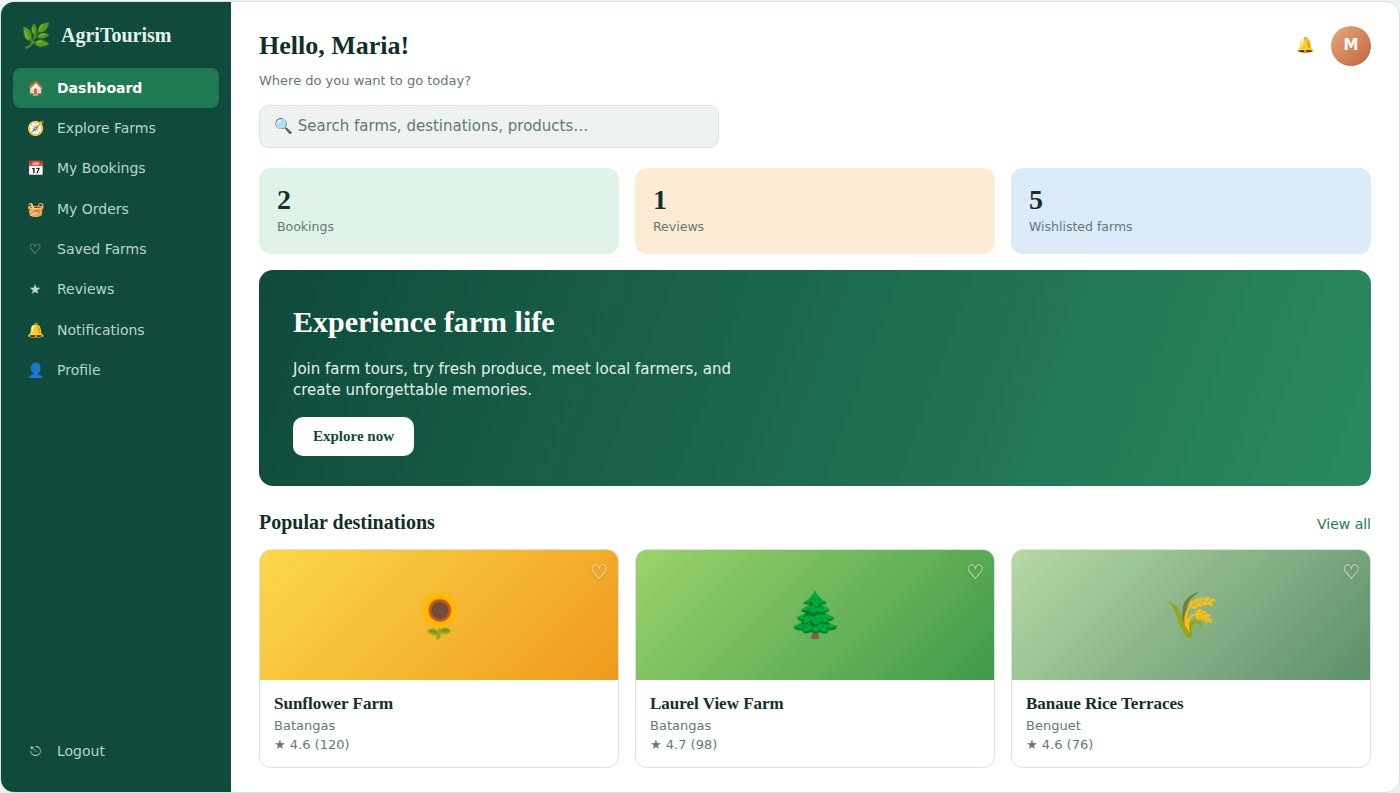 AgriTourism
Dashboard
Explore Farms
My Bookings
My Orders
Saved Farms
Reviews
Notifications
Profile
Logout
Hello, Maria!
M
Where do you want to go today?
Search farms, destinations, products...
2
Bookings
1
Reviews
5
Wishlisted farms
Experience farm life
Join farm tours, try fresh produce, meet local farmers, and
create unforgettable memories.
Explore now
Popular destinations
View all
Sunflower Farm
Batangas
★ 4.6 (120)
Laurel View Farm
Batangas
★ 4.7 (98)
Banaue Rice Terraces
Benguet
★ 4.6 (76)